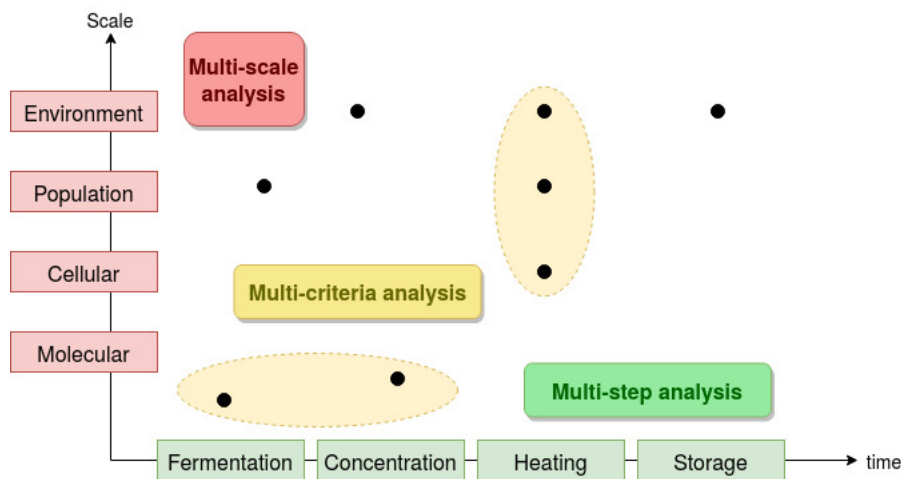 Scale
Multi-scale
analysis
Environment
Population
Cellular
Multi-criteria analysis
Molecular
Multi-step analysis
Fermentation
Concentration
Heating
Storage
time